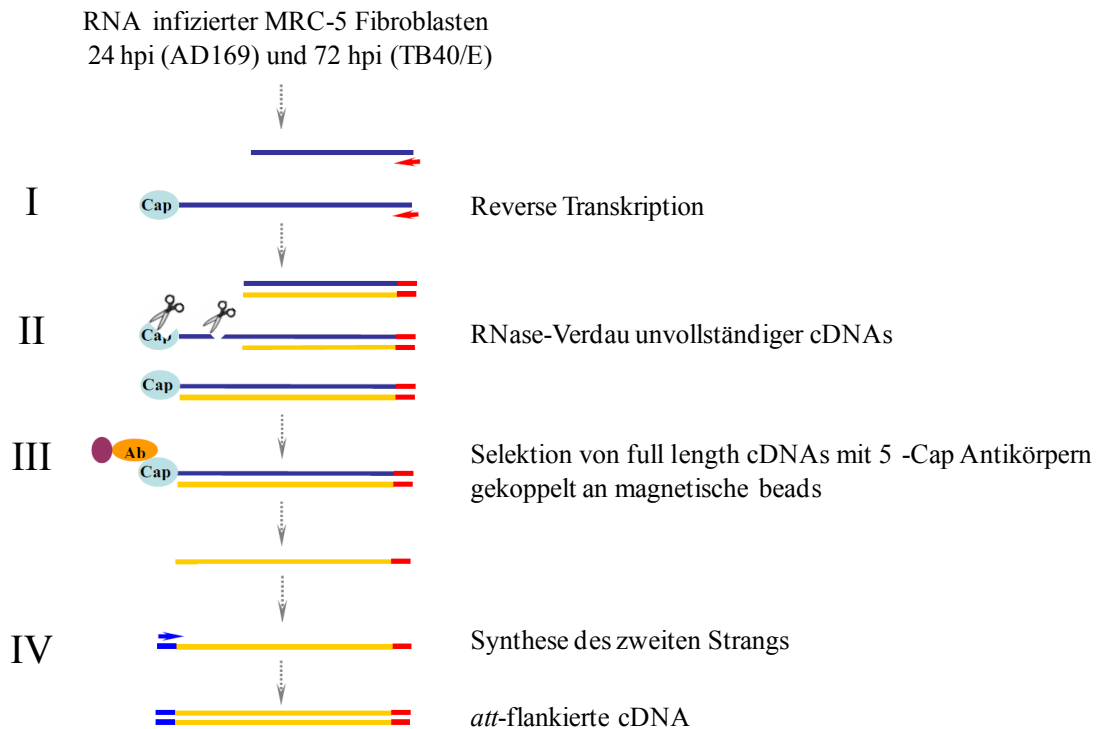 RNA infizierter MRC-5 Fibroblasten
24 hpi (AD169) und 72 hpi (TB40/E)
I
Cap
Reverse Transkription
II
Cap
RNase-Verdau unvollständiger cDNAs
Cap
III
Ab
Cap
Selektion von full length cDNAs mit 5 -Cap Antikörpern
gekoppelt an magnetische beads
IV
Synthese des zweiten Strangs
att-flankierte cDNA